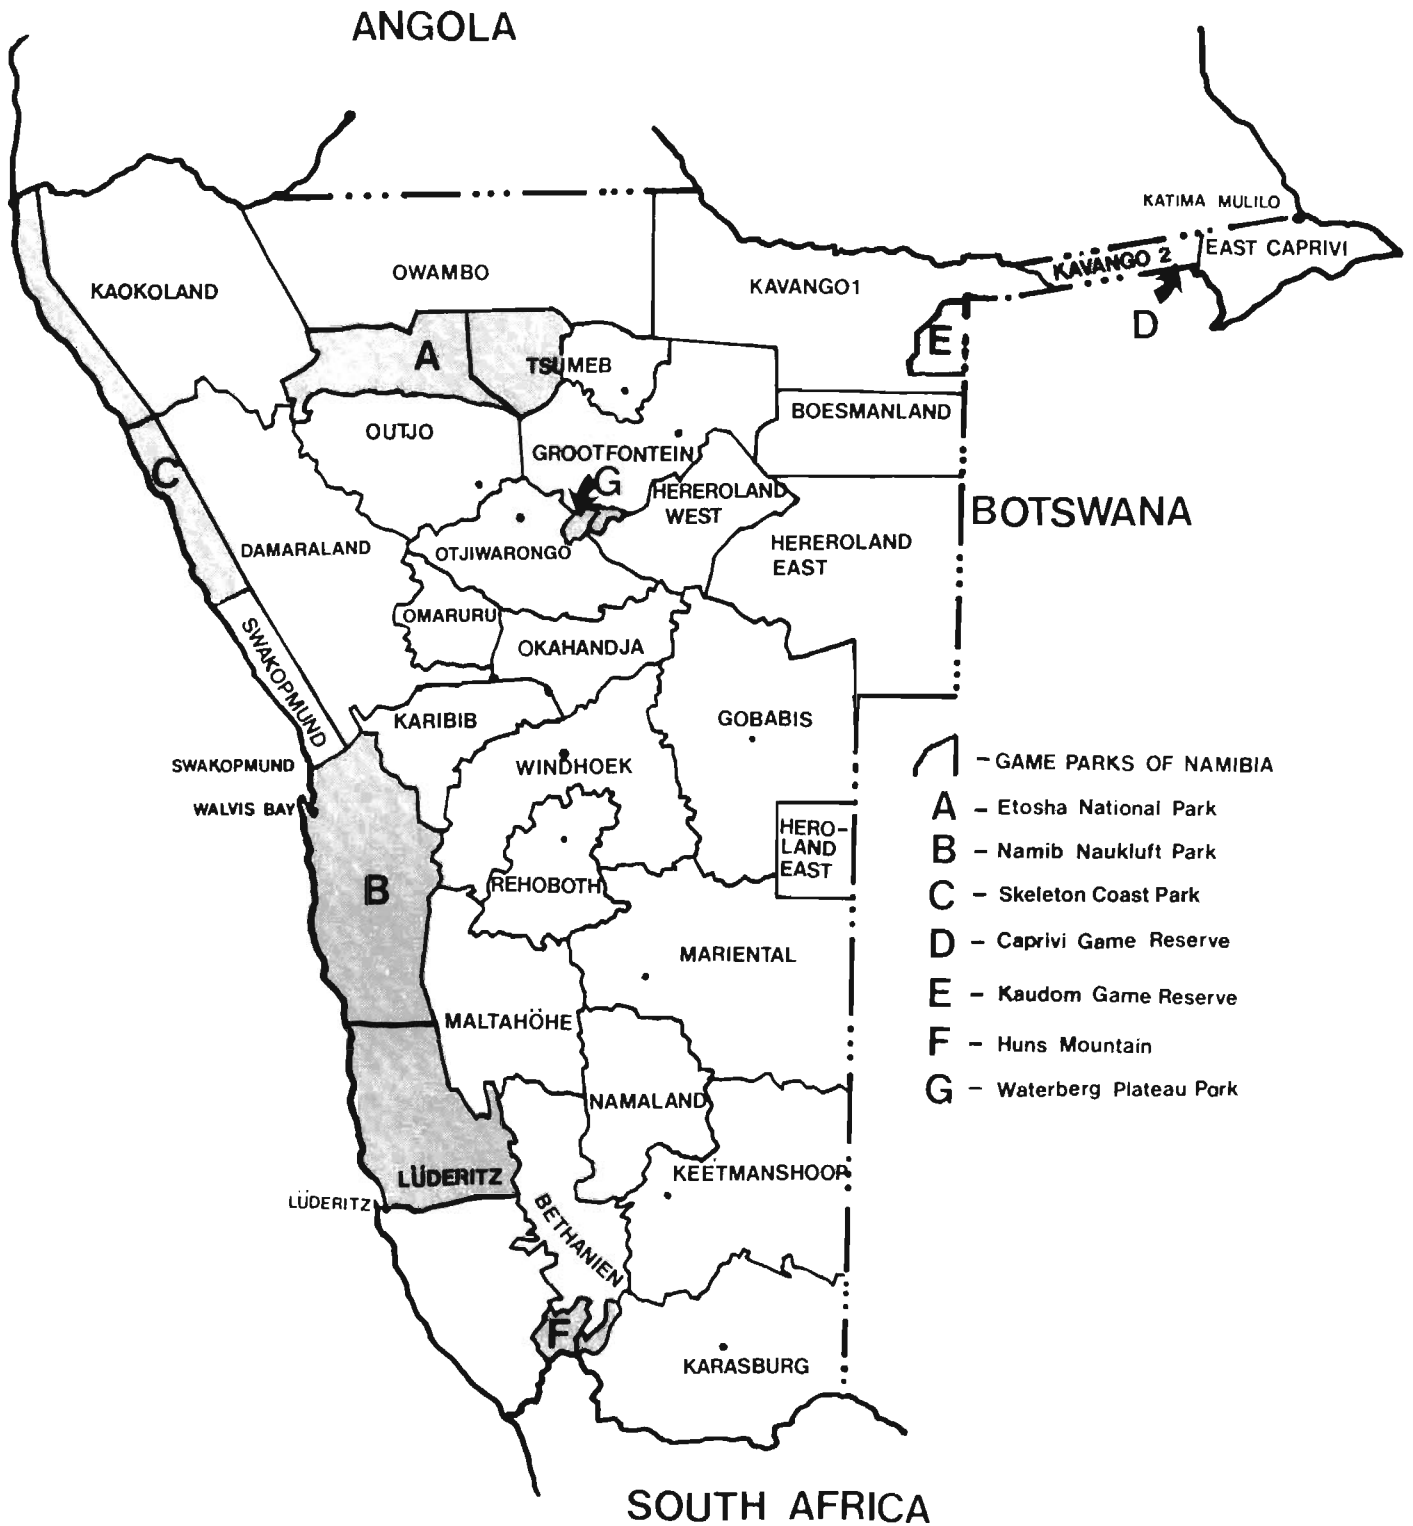 ANGOLA
KATIMA MULILO
EAST CAPRIVI
KAVANGO 2
OWAMBO
KAVANGO1
KAOKOLAND
D
E
A
TSUMEB
BOESMANLAND
OUTJO
GROOTFONTEIN
C
G
HEREROLAND
WEST
BOTSWANA
DAMARALAND
OTJIWARONGO
HEREROLAND
EAST
OMARURU
OKAHANDJA
SWAKOPMUND
KARIBIB
GOBABIS
SWAKOPMUND
WINDHOEK
WALVIS BAY
HERO-
LAND
EAST
B
REHOBOTH
MARIENTAL
MALTAHÖHE
NAMALAND
LÜDERITZ
KEETMANSHOOP
LÜDERITZ
BETHANIEN
F
KARASBURG
SOUTH AFRICA
- GAME PARKS OF NAMIBIA
A - Etosha National Park
B - Namib Naukluft Park
C - Skeleton Coast Park
D - Caprivi Game Reserve
E - Kaudom Game Reserve
F - Huns Mountain
G - Waterberg Plateau Park